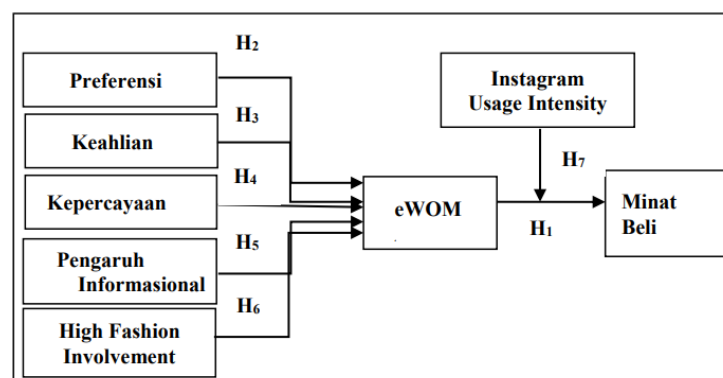 H2
Preferensi
H3
Keahlian
H4
Kepercayaan
H5
Pengaruh
Informasional
H6
High Fashion
Involvement
eWOM
Instagram
Usage Intensity
H7
H1
Minat
Beli